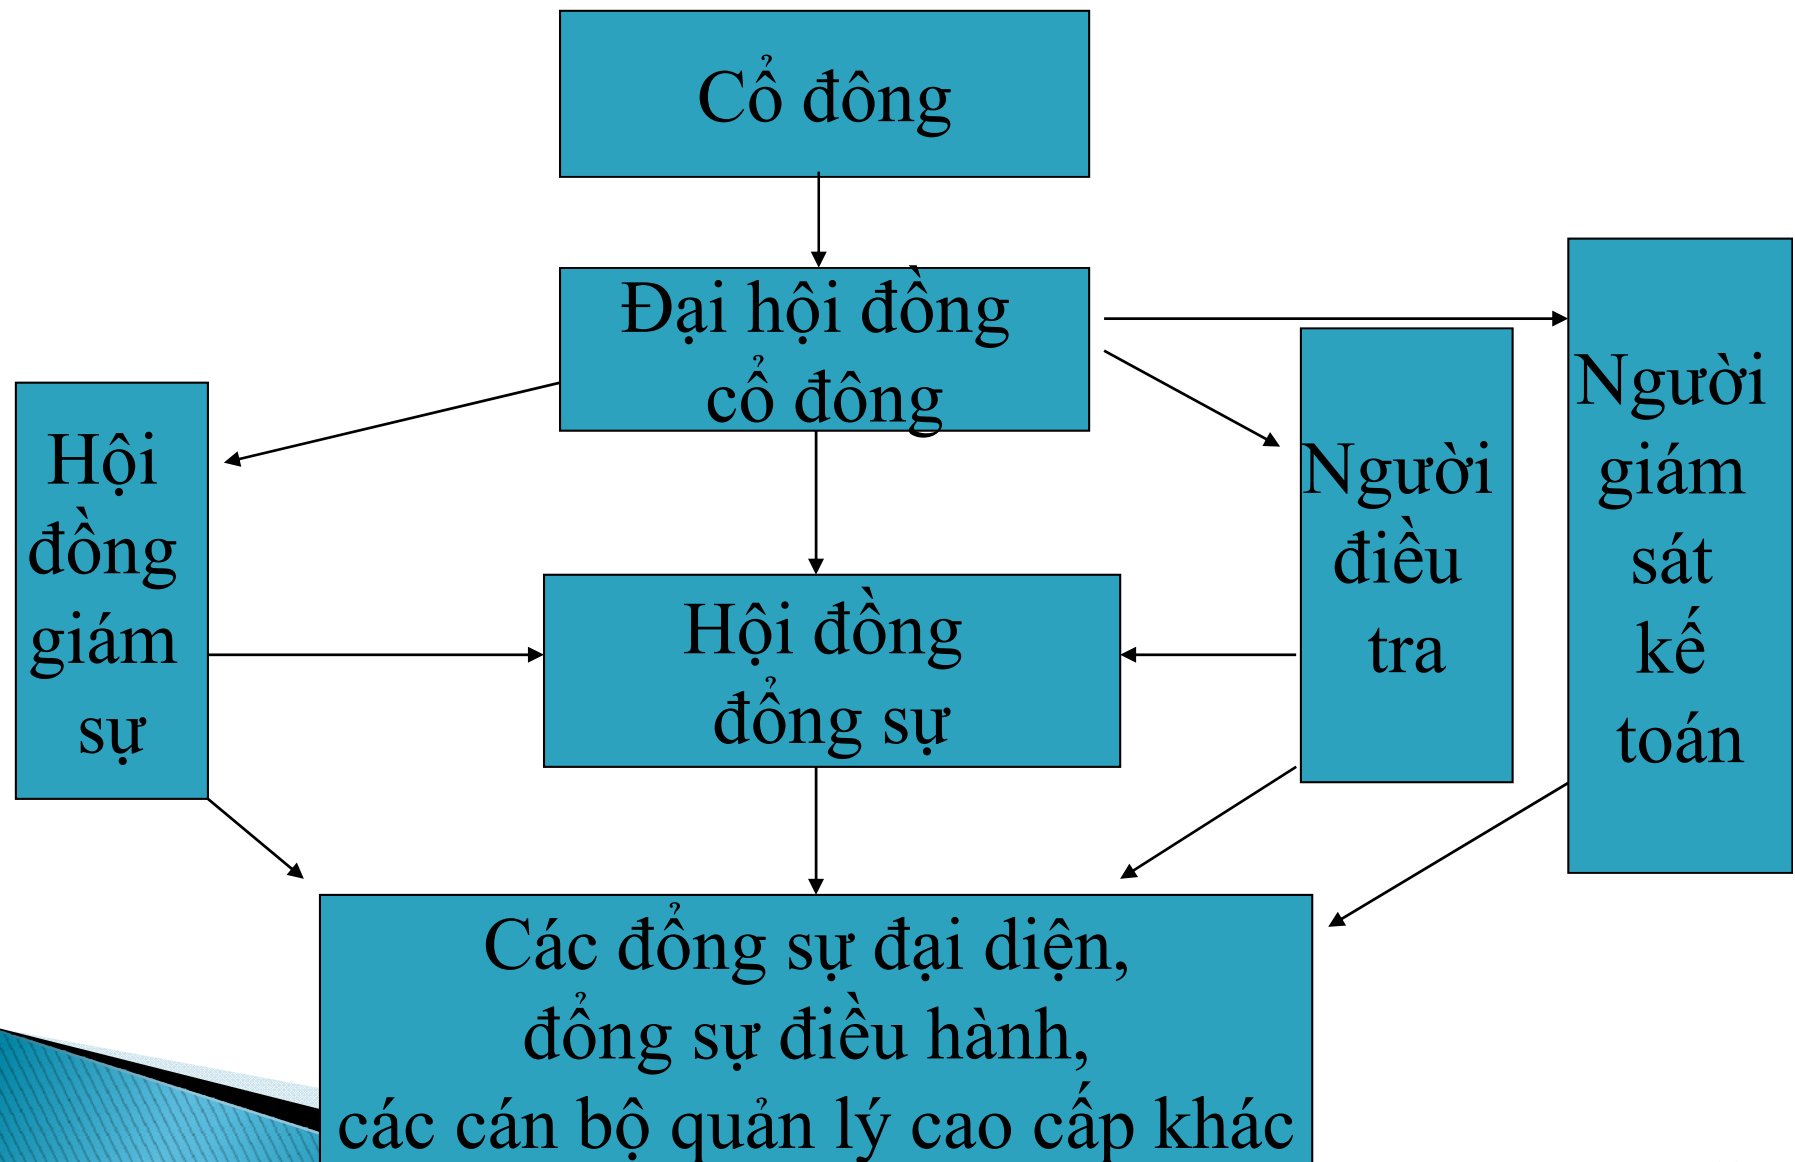 Cổ đông
Đại hội đồng
cổ đông
Hội
đồng
giám
sự
Hội đồng
đổng sự
Người
điều
tra
Người
giám
sát
kế
toán
Các đổng sự đại diện,
đổng sự điều hành,
các cán bộ quản lý cao cấp khác